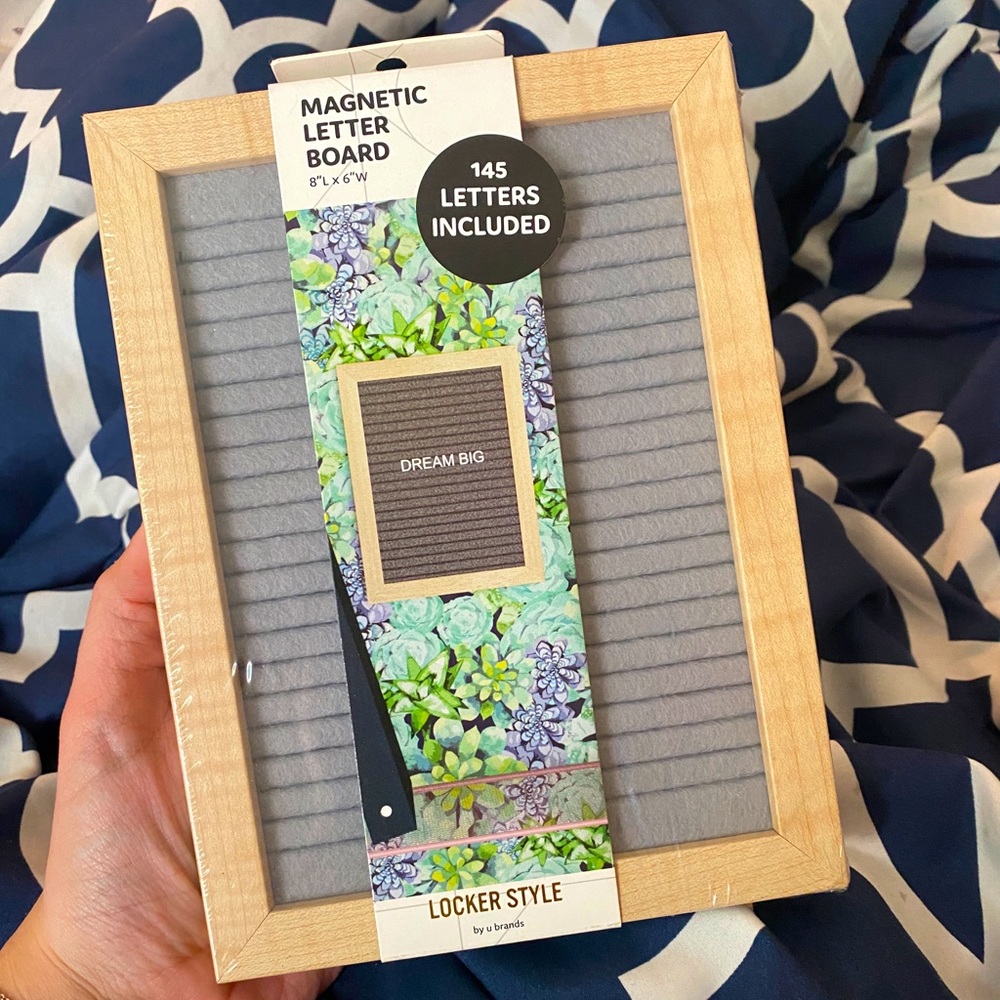 MAGNETIC
LETTER
BOARD
8"L x 6"W
145
LETTERS
INCLUDED
DREAM BIG
LOCKER STYLE
by u brands